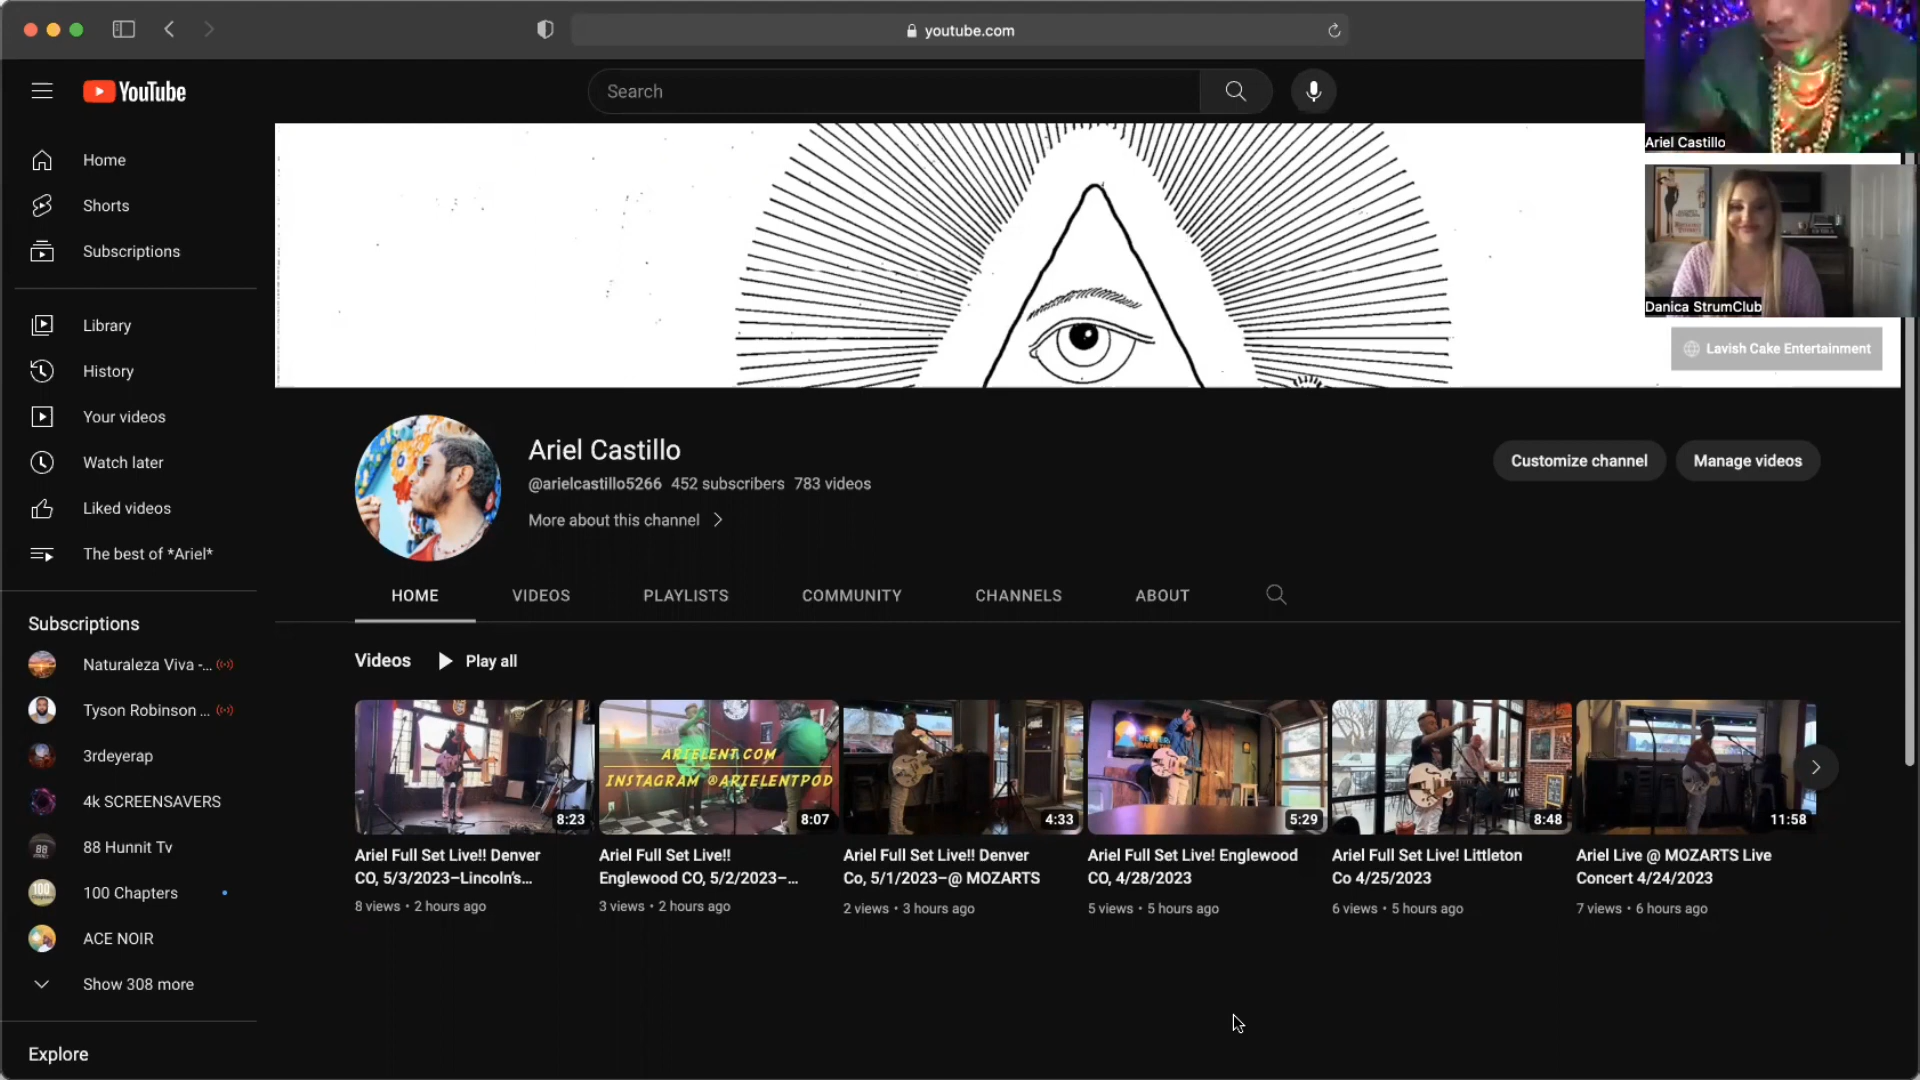 youtube.com
YouTube
Search
Ariel Castillo
Danica StrumClub
Lavish Cake Entertainment
Home
Shorts
Subscriptions
Library
History
Your videos
Watch later
Liked videos
The best of *Ariel*
Subscriptions
Naturaleza Viva -...
Tyson Robinson ...
3rdeyerap
4k SCREENSAVERS
88 Hunnit Tv
100 Chapters
ACE NOIR
Show 308 more
Explore
Ariel Castillo
@arielcastillo5266 452 subscribers 783 videos
More about this channel
Customize channel
Manage videos
HOME VIDEOS PLAYLISTS COMMUNITY CHANNELS ABOUT
Videos Play all
8:23
ARIELENT.COM
INSTAGRAM @ARIELENTPOD
8:07
4:33
5:29
8:48
11:58
Ariel Full Set Live!! Denver
CO, 5/3/2023–Lincoln's...
8 views • 2 hours ago
Ariel Full Set Live!!
Englewood CO, 5/2/2023–...
3 views • 2 hours ago
Ariel Full Set Live!! Denver
Co, 5/1/2023–@ MOZARTS
2 views • 3 hours ago
Ariel Full Set Live! Englewood
CO, 4/28/2023
5 views • 5 hours ago
Ariel Full Set Live! Littleton
Co 4/25/2023
6 views • 5 hours ago
Ariel Live @ MOZARTS Live
Concert 4/24/2023
7 views • 6 hours ago